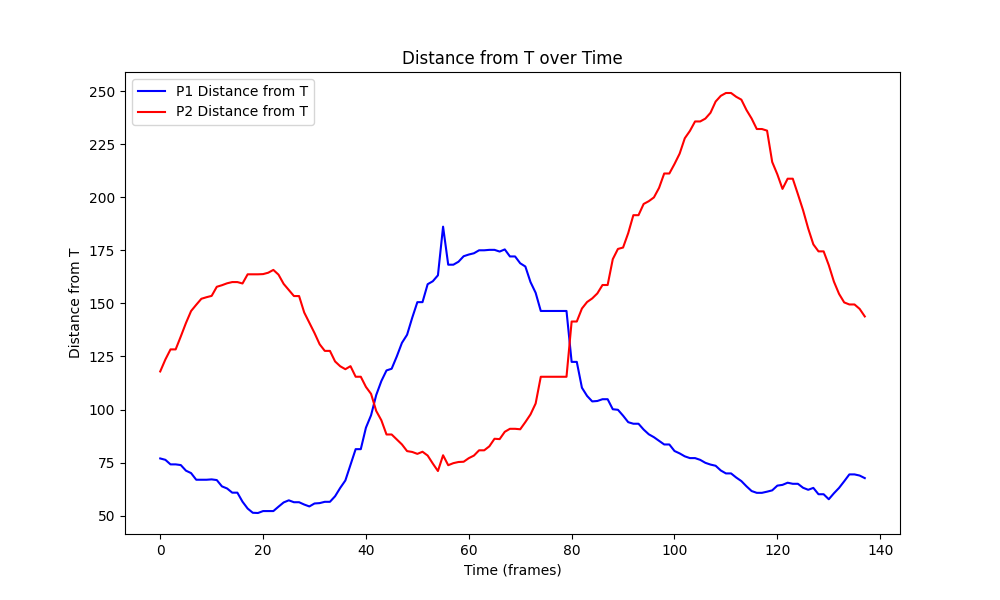 Distance from T over Time
P1 Distance from T
P2 Distance from T
Distance from T
250
225
200
175
150
125
100
75
50
0 20 40 60 80 100 120 140
Time (frames)